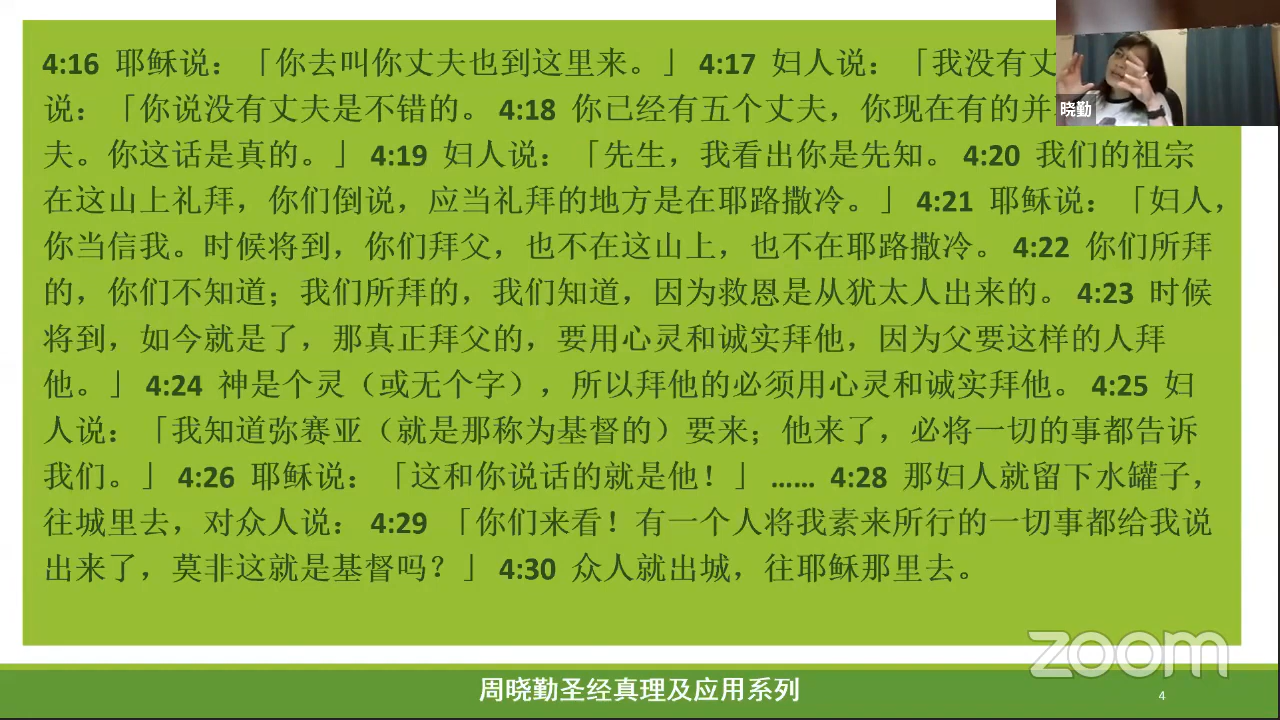 4:16 耶稣说：「你去叫你丈夫也到这里来。」 4:17 妇人说：「我没有丈
说：「你说没有丈夫是不错的。 4:18 你已经有五个丈夫，你现在有的并
夫。你这话是真的。」 4:19 妇人说：「先生，我看出你是先知。 4:20 我们的祖宗
在这山上礼拜，你们倒说，应当礼拜的地方是在耶路撒冷。」 4:21 耶稣说：「妇人，
你当信我。时候将到，你们拜父，也不在这山上，也不在耶路撒冷。 4:22 你们所拜
的，你们不知道；我们所拜的，我们知道，因为救恩是从犹太人出来的。 4:23 时候
将到，如今就是了，那真正拜父的，要用心灵和诚实拜他，因为父要这样的人拜
他。」 4:24 神是个灵（或无个字），所以拜他的必须用心灵和诚实拜他。 4:25 妇
人说：「我知道弥赛亚（就是那称为基督的）要来；他来了，必将一切的事都告诉
我们。」 4:26 耶稣说：「这和你说话的就是他！」 …… 4:28 那妇人就留下水罐子，
往城里去，对众人说： 4:29 「你们来看！有一个人将我素来所行的一切事都给我说
出来了，莫非这就是基督吗？」 4:30 众人就出城，往耶稣那里去。
晓勤
zoom
周晓勤圣经真理及应用系列
4